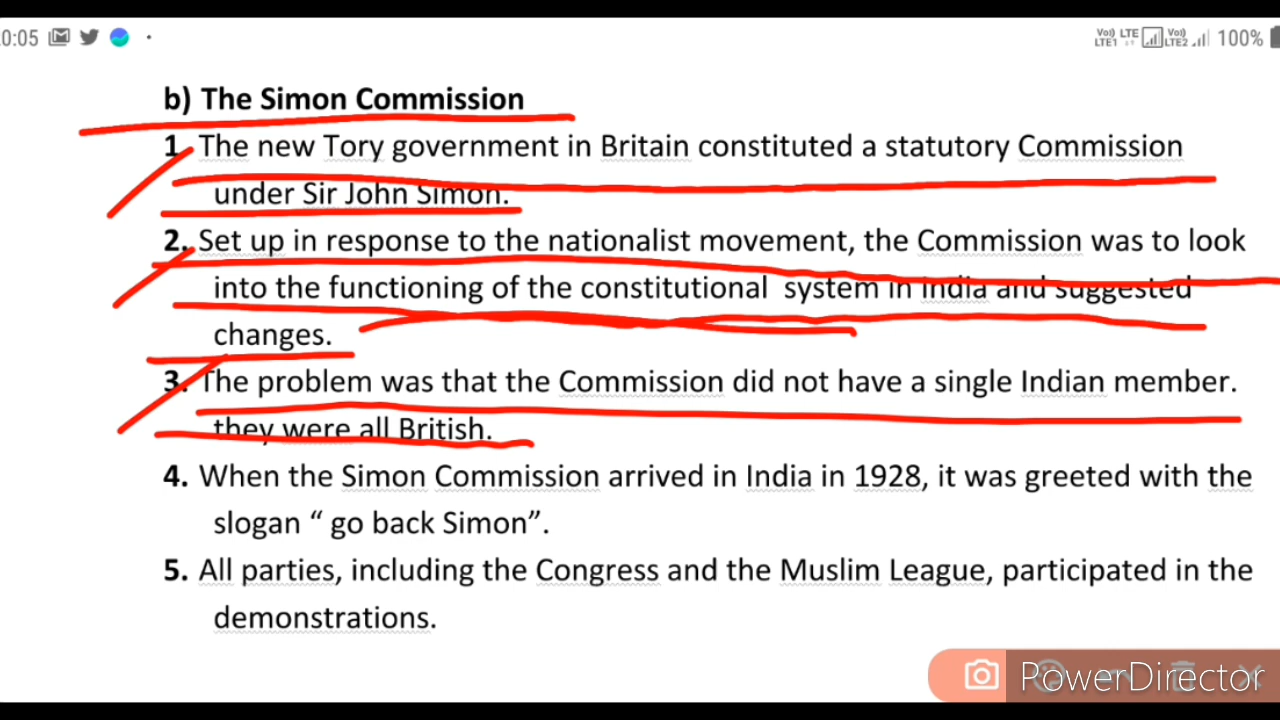 0:05
Vo) LTE1 LTE Vo) LTE2 100%
b) The Simon Commission
1. The new Tory government in Britain constituted a statutory Commission
under Sir John Simon.
2. Set up in response to the nationalist movement, the Commission was to look
into the functioning of the constitutional system in India and suggested
changes.
3. The problem was that the Commission did not have a single Indian member.
they were all British.
4. When the Simon Commission arrived in India in 1928, it was greeted with the
slogan “ go back Simon”.
5. All parties, including the Congress and the Muslim League, participated in the
demonstrations.
PowerDirector